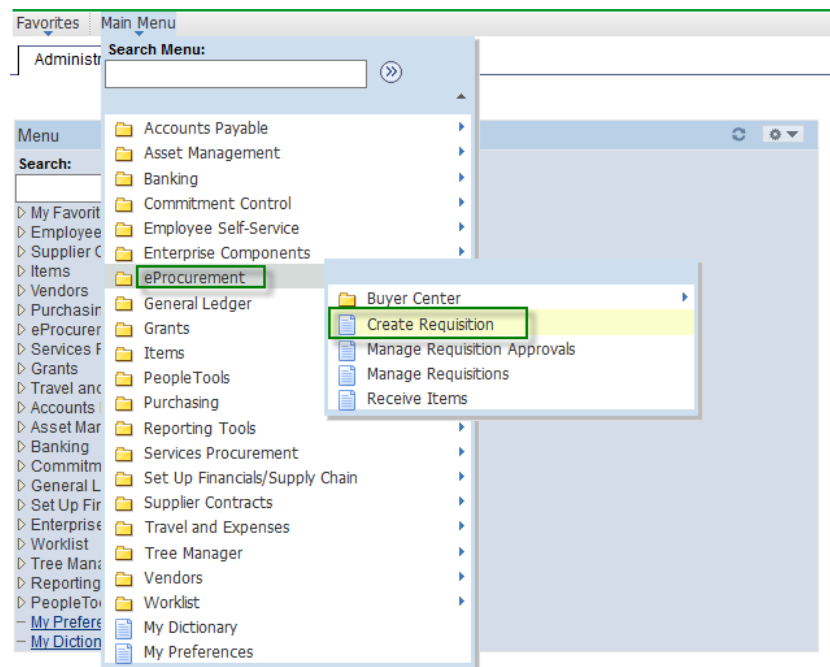 Favorites Main Menu
Administr
Search Menu:
Menu
Search:
My Favorit
Employee
Supplier C
Items
Vendors
Purchasin
eProcurer
Services F
Grants
Travel and
Accounts
Asset Mar
Banking
Commitm
General L
Set Up Fir
Enterprise
Worklist
Tree Mana
Reporting
PeopleToo
My Prefere
My Diction
Accounts Payable
Asset Management
Banking
Commitment Control
Employee Self-Service
Enterprise Components
eProcurement
General Ledger
Grants
Items
PeopleTools
Purchasing
Reporting Tools
Services Procurement
Set Up Financials/Supply Chain
Supplier Contracts
Travel and Expenses
Tree Manager
Vendors
Worklist
My Dictionary
My Preferences
Buyer Center
Create Requisition
Manage Requisition Approvals
Manage Requisitions
Receive Items